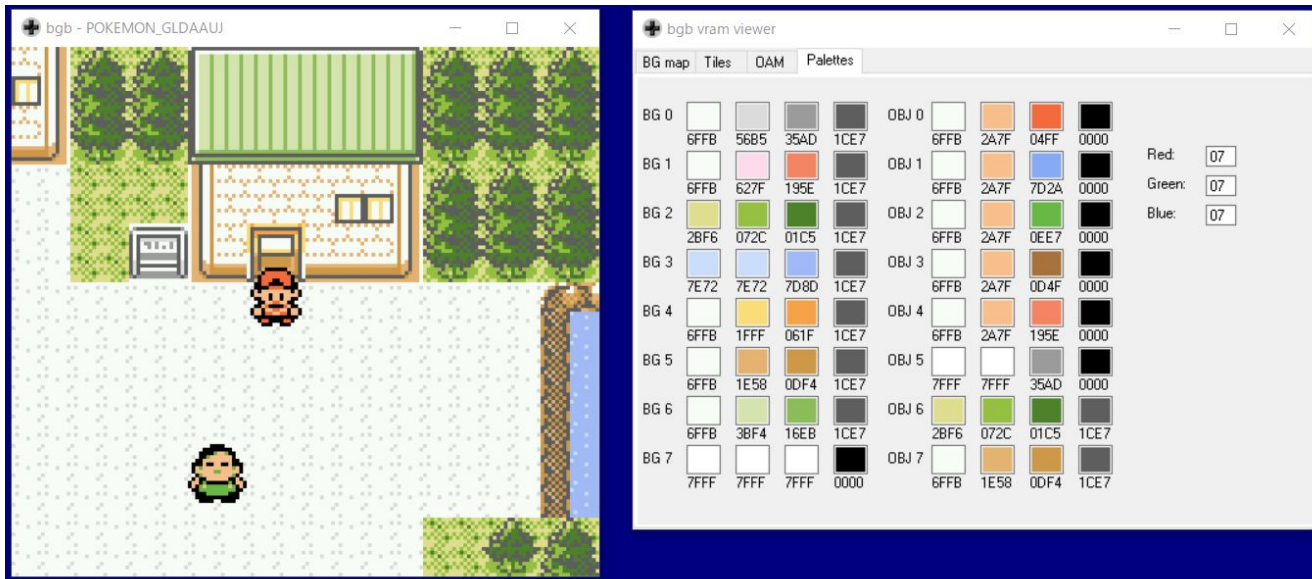 bgb - POKEMON_GLDAAUJ
bgb vram viewer
BG map Tiles OAM Palettes
BG 0
6FFB 56B5 35AD 1CE7
BG 1
6FFB 627F 195E 1CE7
BG 2
2BF6 072C 01C5 1CE7
BG 3
7E72 7E72 7D8D 1CE7
BG 4
6FFB 1FFF 061F 1CE7
BG 5
6FFB 1E58 0DF4 1CE7
BG 6
6FFB 3BF4 16EB 1CE7
BG 7
7FFF 7FFF 7FFF 0000
OBJ 0
6FFB 2A7F 04FF 0000
OBJ 1
6FFB 2A7F 7D2A 0000
OBJ 2
6FFB 2A7F 0EE7 0000
OBJ 3
6FFB 2A7F 0D4F 0000
OBJ 4
6FFB 2A7F 195E 0000
OBJ 5
7FFF 7FFF 35AD 0000
OBJ 6
2BF6 072C 01C5 1CE7
OBJ 7
6FFB 1E58 0DF4 1CE7
Red: 07
Green: 07
Blue: 07